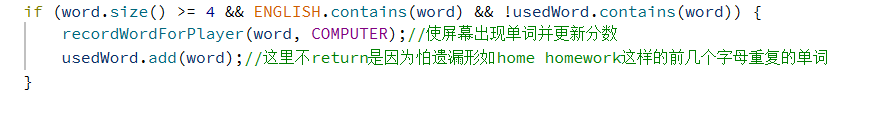 if (word.size() >= 4 && ENGLISH.contains(word) && !usedWord.contains(word)) {
    recordWordForPlayer(word, COMPUTER);//使屏幕出现单词并更新分数
    usedWord.add(word);//这里不return是因为怕遗漏形如home homework这样的前几个字母重复的单词
}